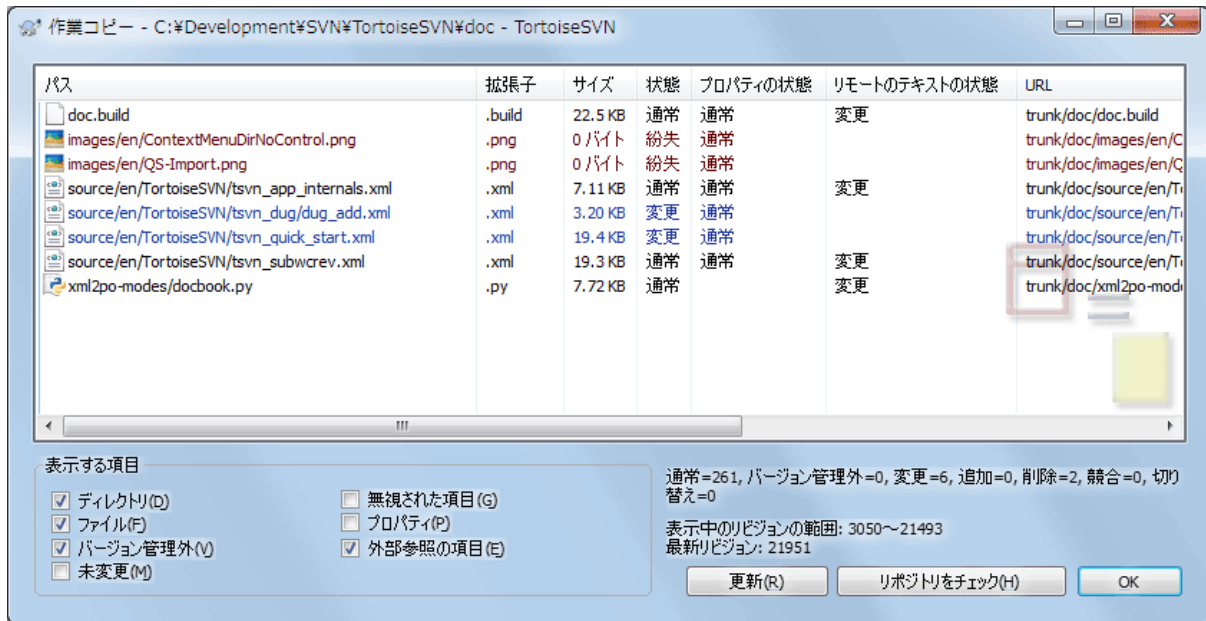 作業コピー - C:¥Development¥SVN¥TortoiseSVN¥doc - TortoiseSVN
パス 拡張子 サイズ 状態 プロパティの状態 リモートのテキストの状態 URL
doc.build .build 22.5 KB 通常 通常 変更 trunk/doc/doc.build
images/en/ContextMenuDirNoControl.png .png 0 バイト 紛失 通常 trunk/doc/images/en/C
images/en/QS-Import.png .png 0 バイト 紛失 通常 trunk/doc/images/en/Q
source/en/TortoiseSVN/tsvn_app_internals.xml .xml 7.11 KB 通常 通常 変更 trunk/doc/source/en/T
source/en/TortoiseSVN/tsvn_dug/dug_add.xml .xml 3.20 KB 変更 通常 trunk/doc/source/en/T
source/en/TortoiseSVN/tsvn_quick_start.xml .xml 19.4 KB 変更 通常 trunk/doc/source/en/T
source/en/TortoiseSVN/tsvn_subwcrev.xml .xml 19.3 KB 通常 通常 変更 trunk/doc/source/en/T
xml2po-modes/docbook.py .py 7.72 KB 通常 変更 trunk/doc/xml2po-mod
表示する項目
ディレクトリ(D) 無視された項目(G)
ファイル(F) プロパティ(P)
バージョン管理外(V) 外部参照の項目(E)
未変更(M)
通常=261, バージョン管理外=0, 変更=6, 追加=0, 削除=2, 競合=0, 切り
替え=0
表示中のリビジョンの範囲: 3050～21493
最新リビジョン: 21951
更新(R) リポジトリをチェック(H) OK